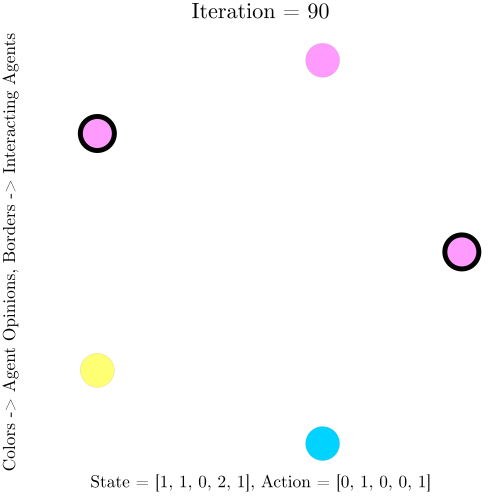 Iteration = 90
Colors -> Agent Opinions, Borders -> Interacting Agents
State = [1, 1, 0, 2, 1], Action = [0, 1, 0, 0, 1]